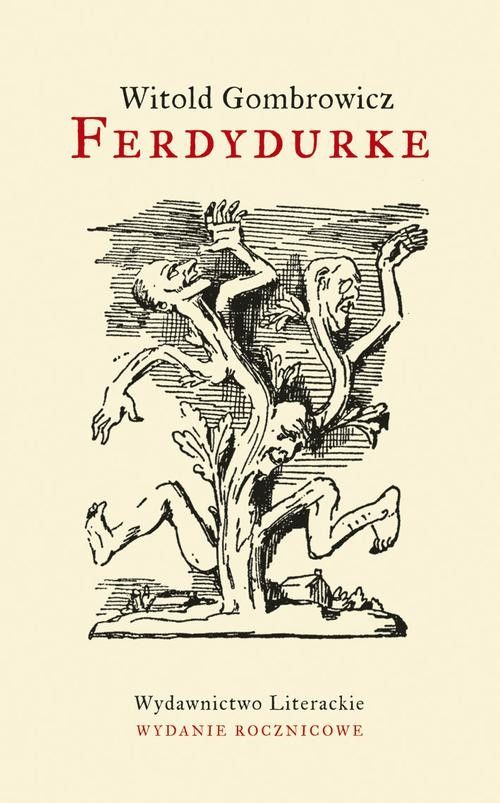 Witold Gombrowicz
FERDYDURKE
Wydawnictwo Literackie
WYDANIE ROCZNICOWE